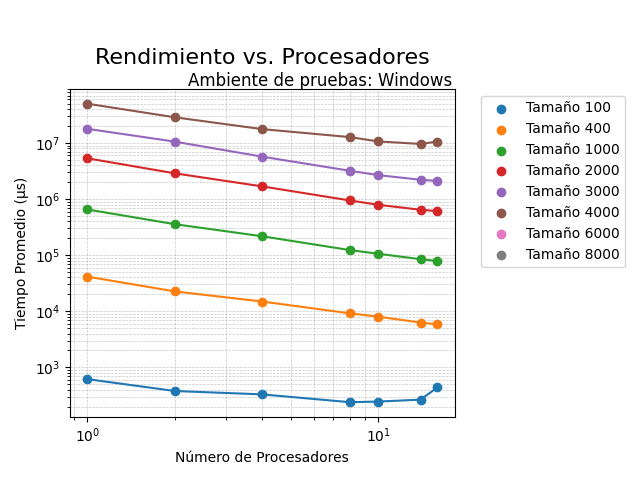 Rendimiento vs. Procesadores
Ambiente de pruebas: Windows
Tiempo Promedio (µs)
10⁷
10⁶
10⁵
10⁴
10³
10⁰
10¹
Número de Procesadores
Tamaño 100
Tamaño 400
Tamaño 1000
Tamaño 2000
Tamaño 3000
Tamaño 4000
Tamaño 6000
Tamaño 8000